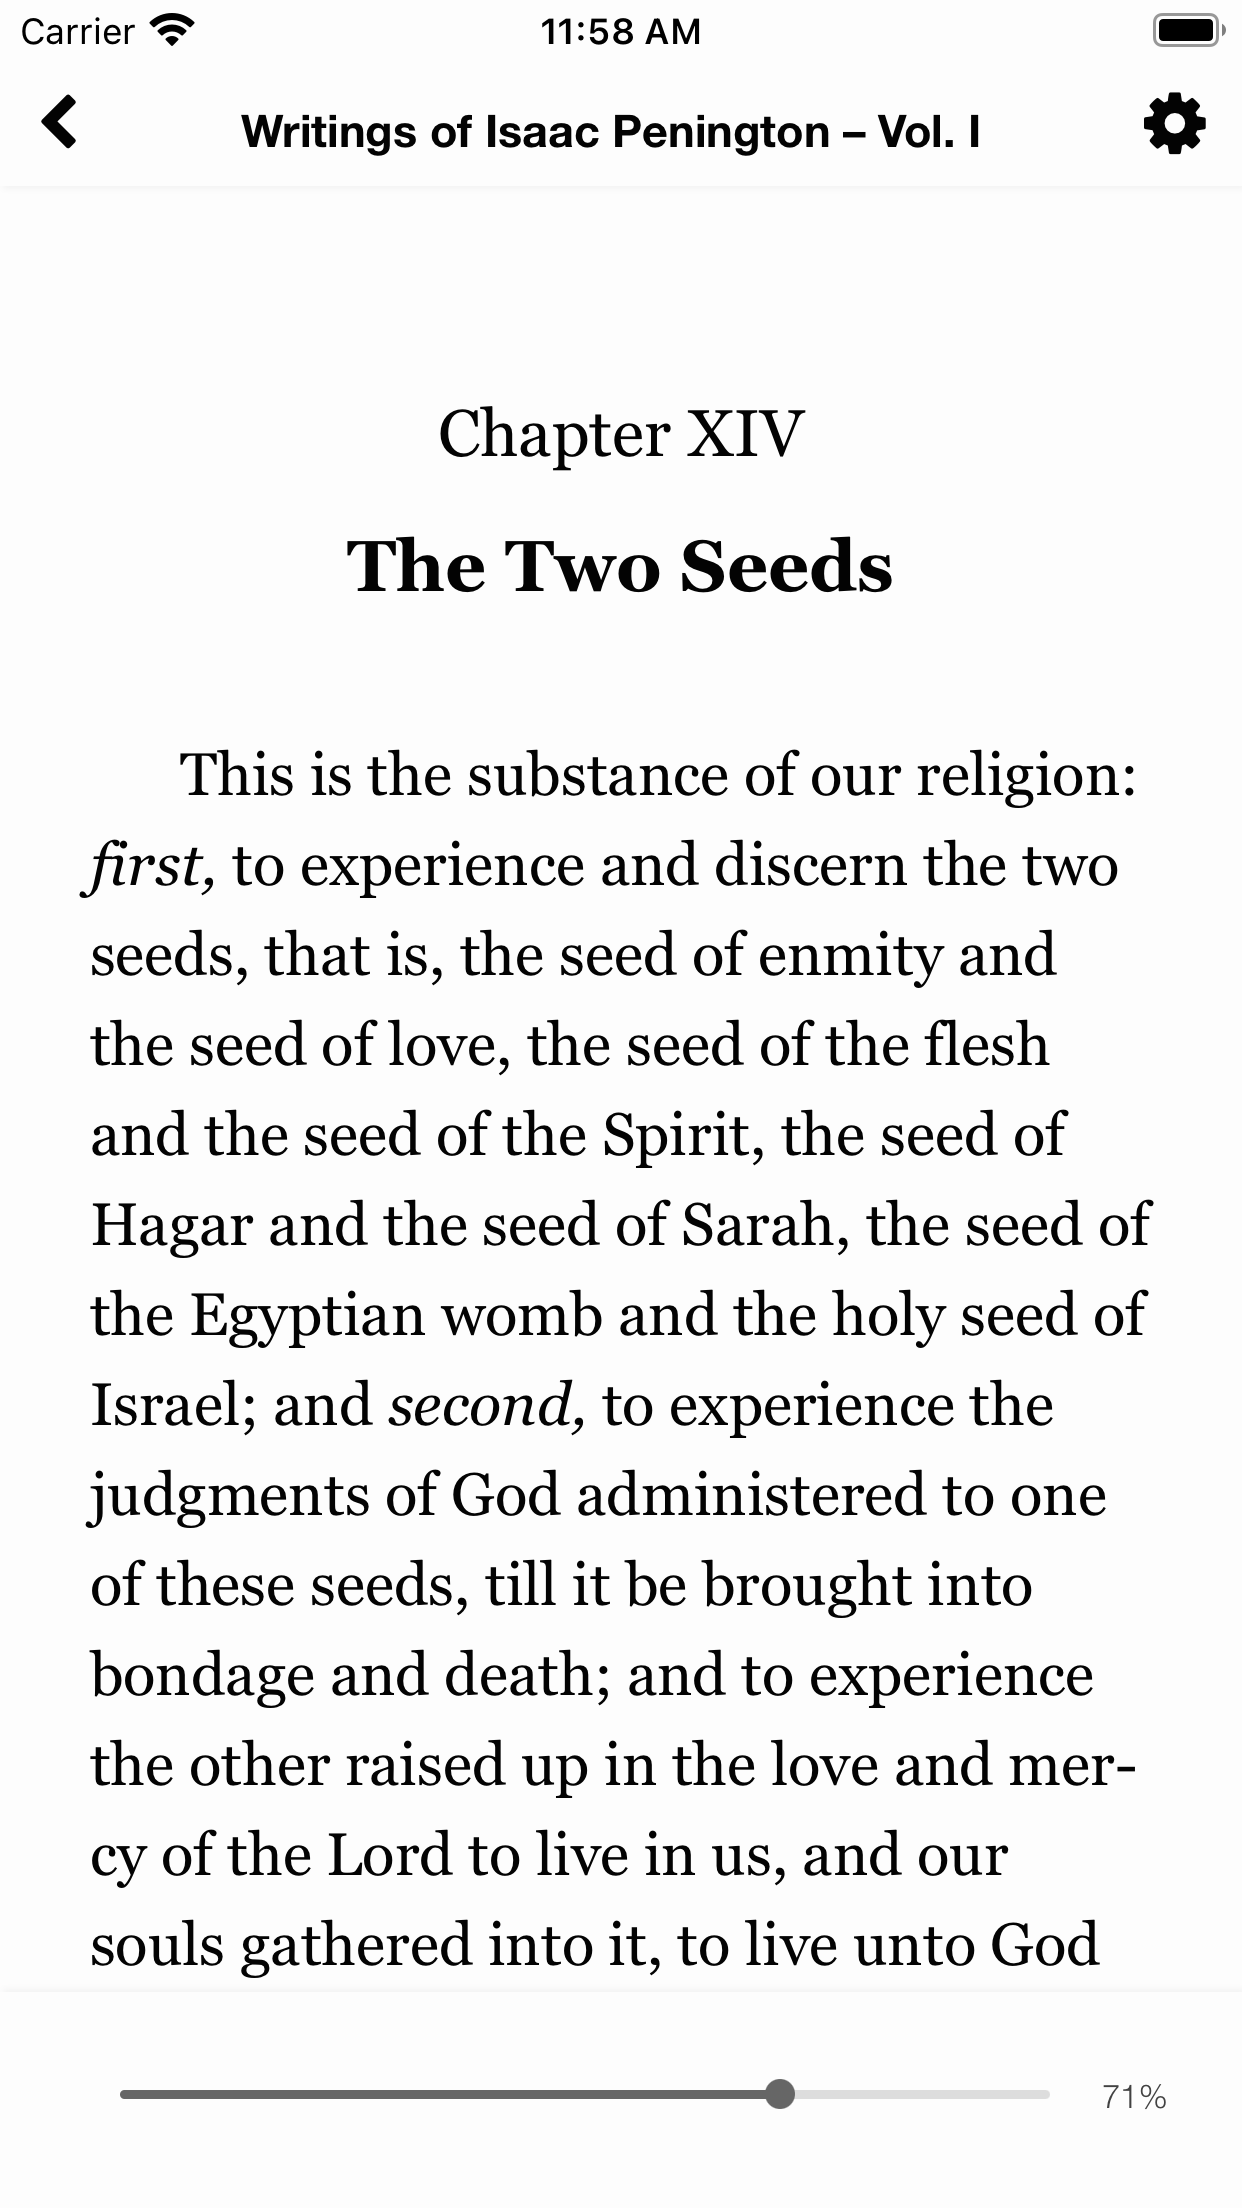 Carrier 11:58 AM
Writings of Isaac Penington – Vol. I
Chapter XIV
The Two Seeds
This is the substance of our religion:
first, to experience and discern the two
seeds, that is, the seed of enmity and
the seed of love, the seed of the flesh
and the seed of the Spirit, the seed of
Hagar and the seed of Sarah, the seed of
the Egyptian womb and the holy seed of
Israel; and second, to experience the
judgments of God administered to one
of these seeds, till it be brought into
bondage and death; and to experience
the other raised up in the love and mer-
cy of the Lord to live in us, and our
souls gathered into it, to live unto God
71%